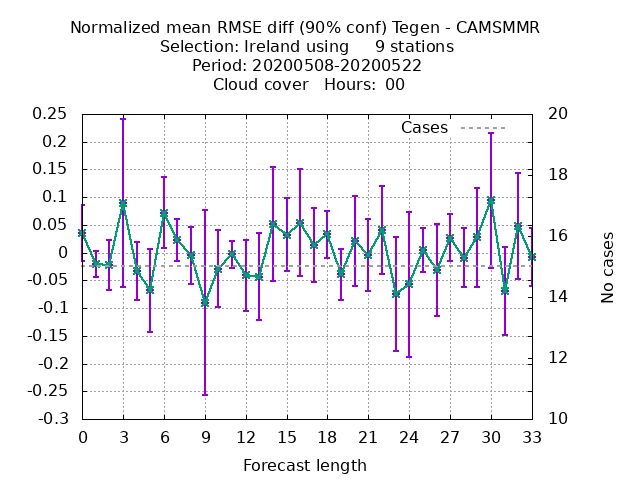 Normalized mean RMSE diff (90% conf) Tegen - CAMSMMR
Selection: Ireland using 9 stations
Period: 20200508-20200522
Cloud cover Hours: 00
Cases
0.25
0.2
0.15
0.1
0.05
0
-0.05
-0.1
-0.15
-0.2
-0.25
-0.3
20
18
16
14
12
10
No cases
0 3 6 9 12 15 18 21 24 27 30 33
Forecast length